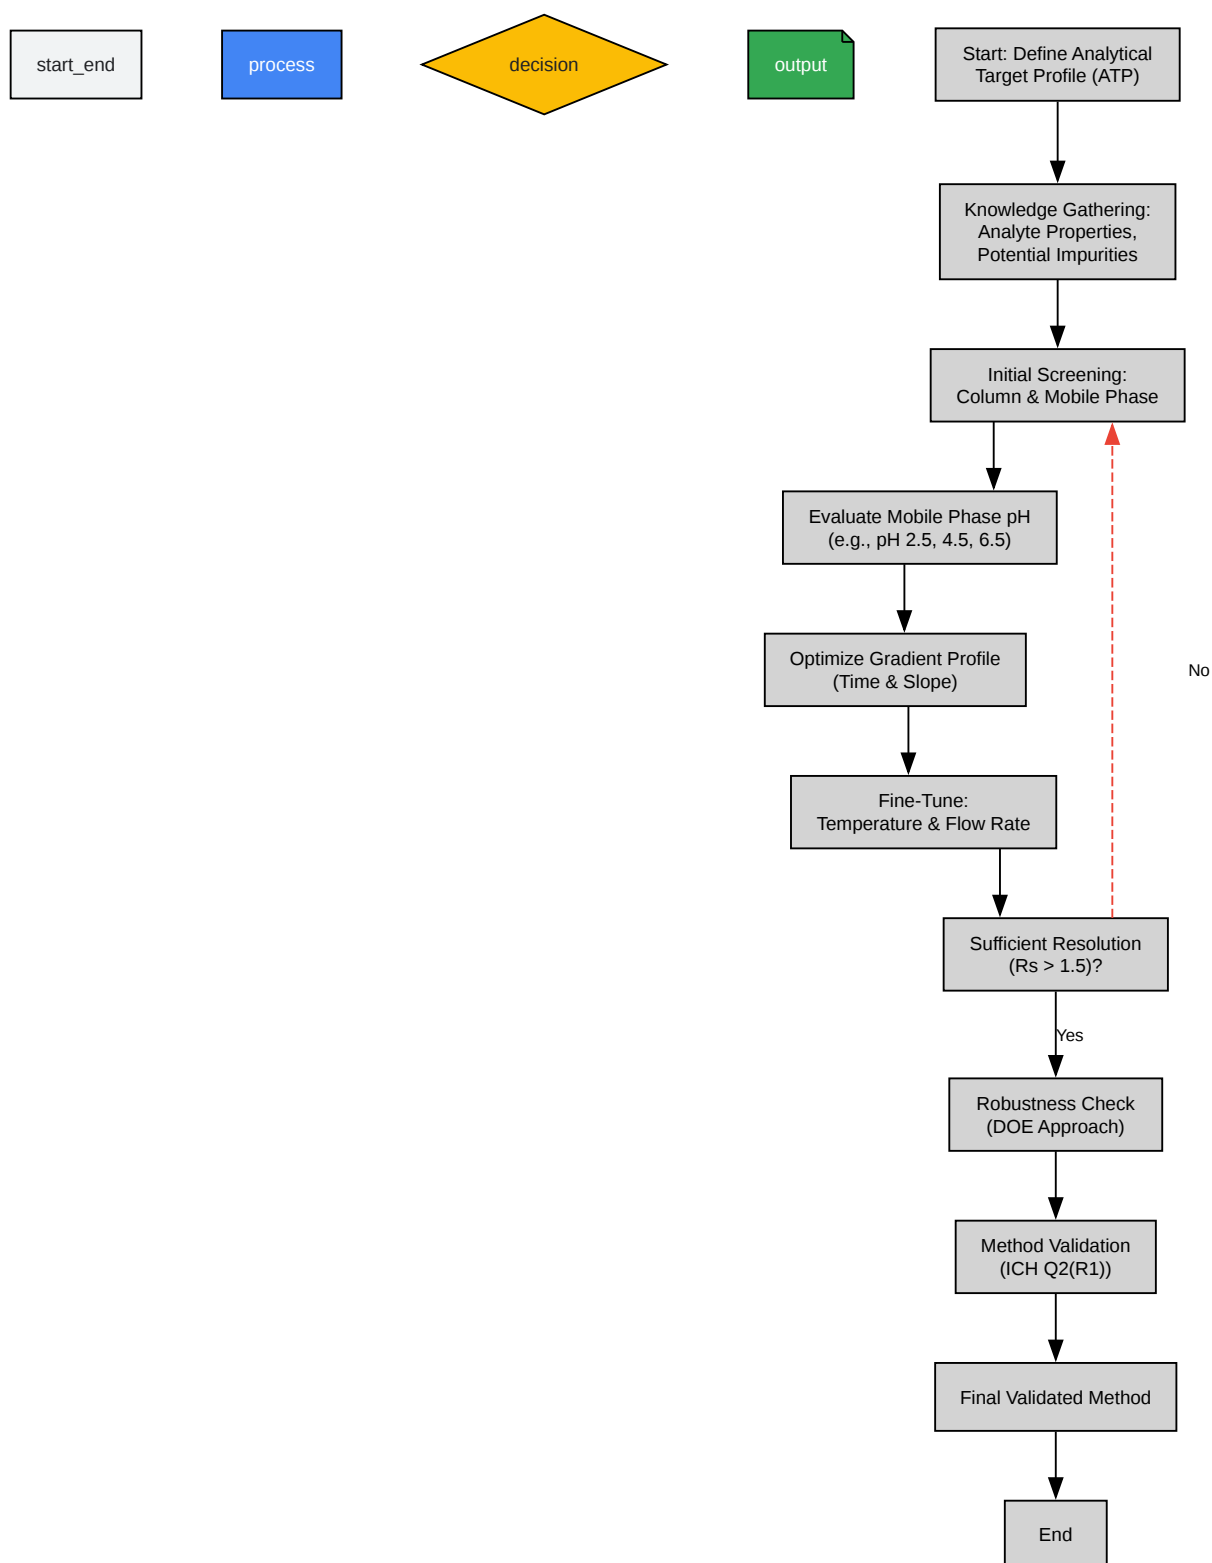 start_end
process
decision
output
Start: Define Analytical
Target Profile (ATP)
Knowledge Gathering:
Analyte Properties,
Potential Impurities
Initial Screening:
Column & Mobile Phase
Evaluate Mobile Phase pH
(e.g., pH 2.5, 4.5, 6.5)
Optimize Gradient Profile
(Time & Slope)
No
Fine-Tune:
Temperature & Flow Rate
Sufficient Resolution
(Rs > 1.5)?
Yes
Robustness Check
(DOE Approach)
Method Validation
(ICH Q2(R1))
Final Validated Method
End